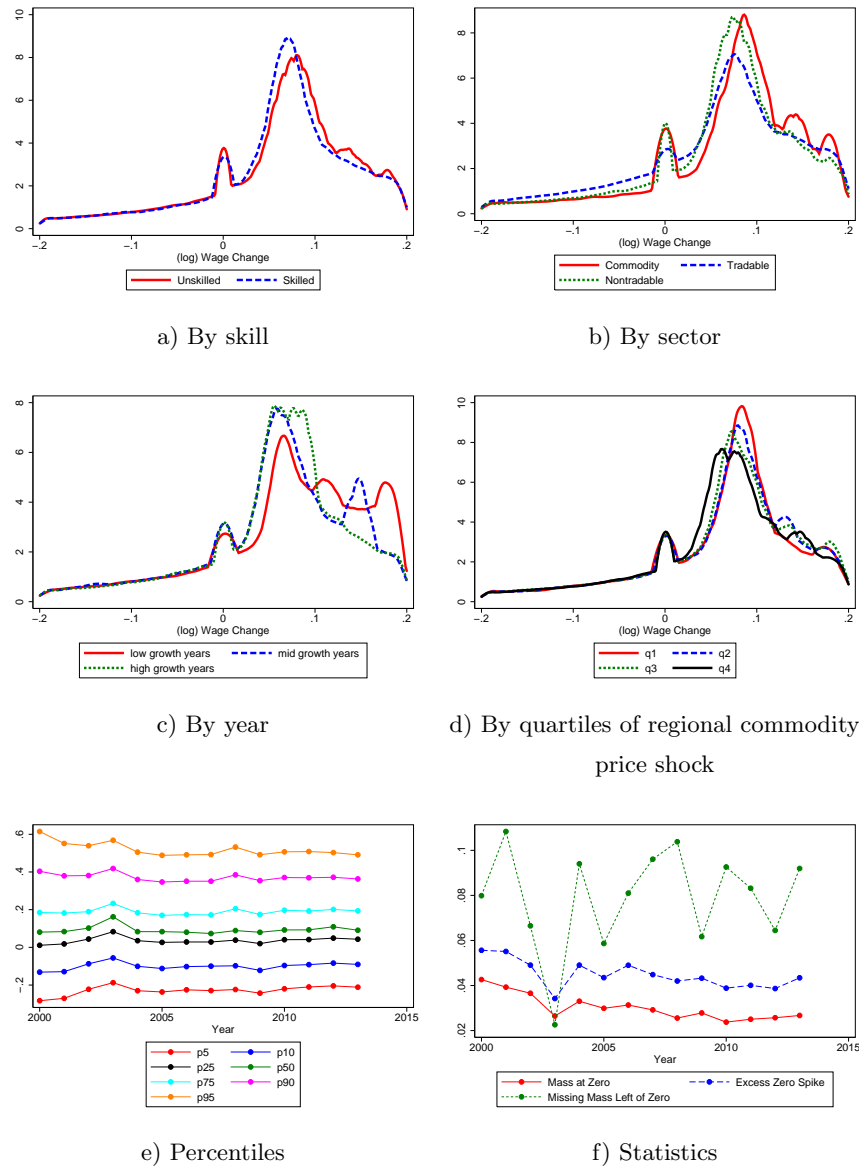 0 2 4 6 8 10
−.2 −.1 0 .1 .2
(log) Wage Change
Unskilled Skilled
a) By skill
0 2 4 6 8
−.2 −.1 0 .1 .2
(log) Wage Change
Commodity Tradable
Nontradable
b) By sector
0 2 4 6 8
−.2 −.1 0 .1 .2
(log) Wage Change
low growth years mid growth years
high growth years
c) By year
0 2 4 6 8 10
−.2 −.1 0 .1 .2
(log) Wage Change
q1 q2
q3 q4
d) By quartiles of regional commodity
price shock
−.2 0 .2 .4 .6
2000 2005 2010 2015
Year
p5 p10
p25 p50
p75 p90
p95
e) Percentiles
.02 .04 .06 .08 .1
2000 2005 2010 2015
Year
Mass at Zero Excess Zero Spike
Missing Mass Left of Zero
f) Statistics